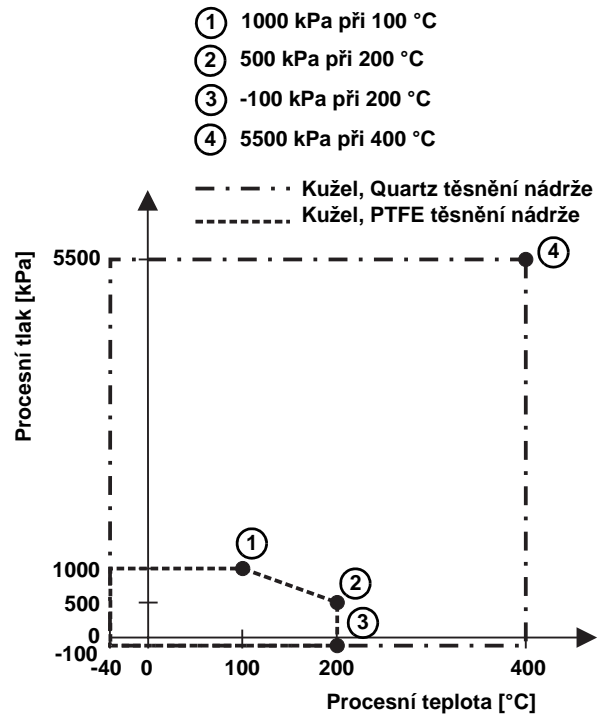 1 1000 kPa při 100 °C
2 500 kPa při 200 °C
3 -100 kPa při 200 °C
4 5500 kPa při 400 °C
Kužel, Quartz těsnění nádrže
Kužel, PTFE těsnění nádrže
5500
4
Procesní tlak [kPa]
1
1000
2
500
3
0
-100
-40 0 100 200 400
Procesní teplota [°C]